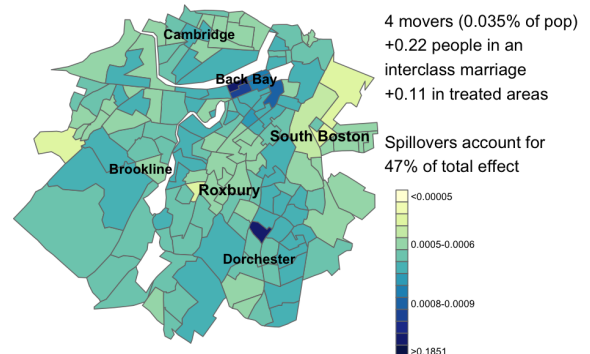 Cambridge
Back Bay
South Boston
Brookline
Roxbury
Dorchester
4 movers (0.035% of pop)
+0.22 people in an
interclass marriage
+0.11 in treated areas
Spillovers account for
47% of total effect
<0.00005
0.0005-0.0006
0.0008-0.0009
>0.1851